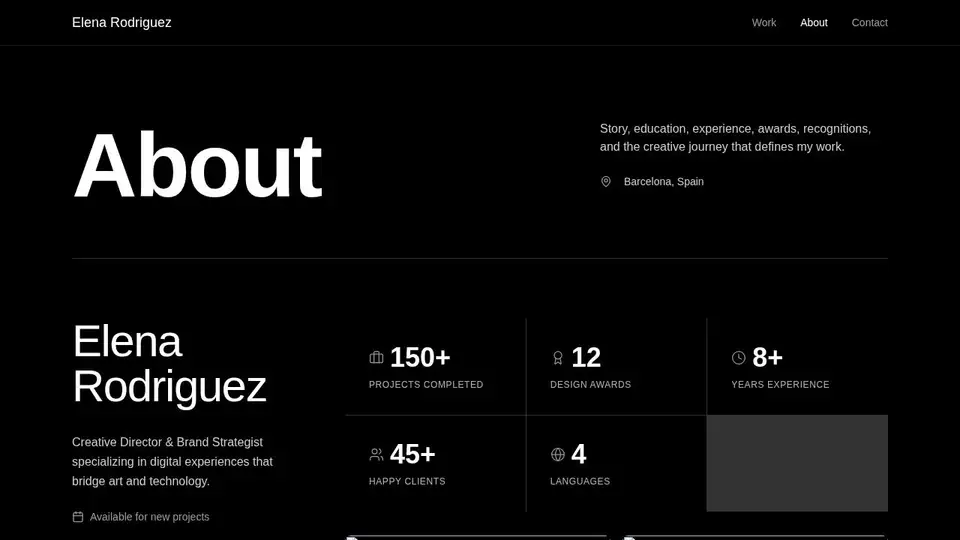 Elena Rodriguez
Work
About
Contact
About
Story, education, experience, awards, recognitions,
and the creative journey that defines my work.
Barcelona, Spain
Elena
Rodriguez
Creative Director & Brand Strategist
specializing in digital experiences that
bridge art and technology.
Available for new projects
150+
PROJECTS COMPLETED
12
DESIGN AWARDS
8+
YEARS EXPERIENCE
45+
HAPPY CLIENTS
4
LANGUAGES